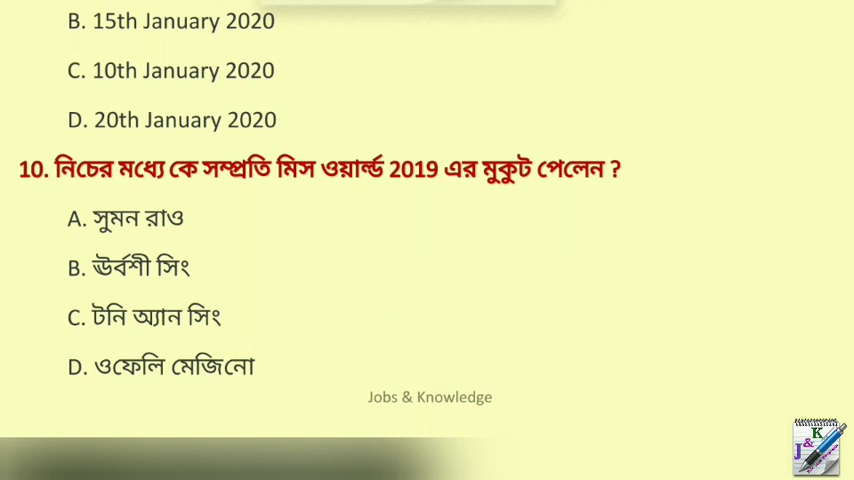 B. 15th January 2020
C. 10th January 2020
D. 20th January 2020
10. নিচের মধ্যে কে সম্প্রতি মিস ওয়ার্ল্ড 2019 এর মুকুট পেলেন ?
A. সুমন রাও
B. ঊর্বশী সিং
C. টনি অ্যান সিং
D. ওফেলি মেজিনো
Jobs & Knowledge
J & K